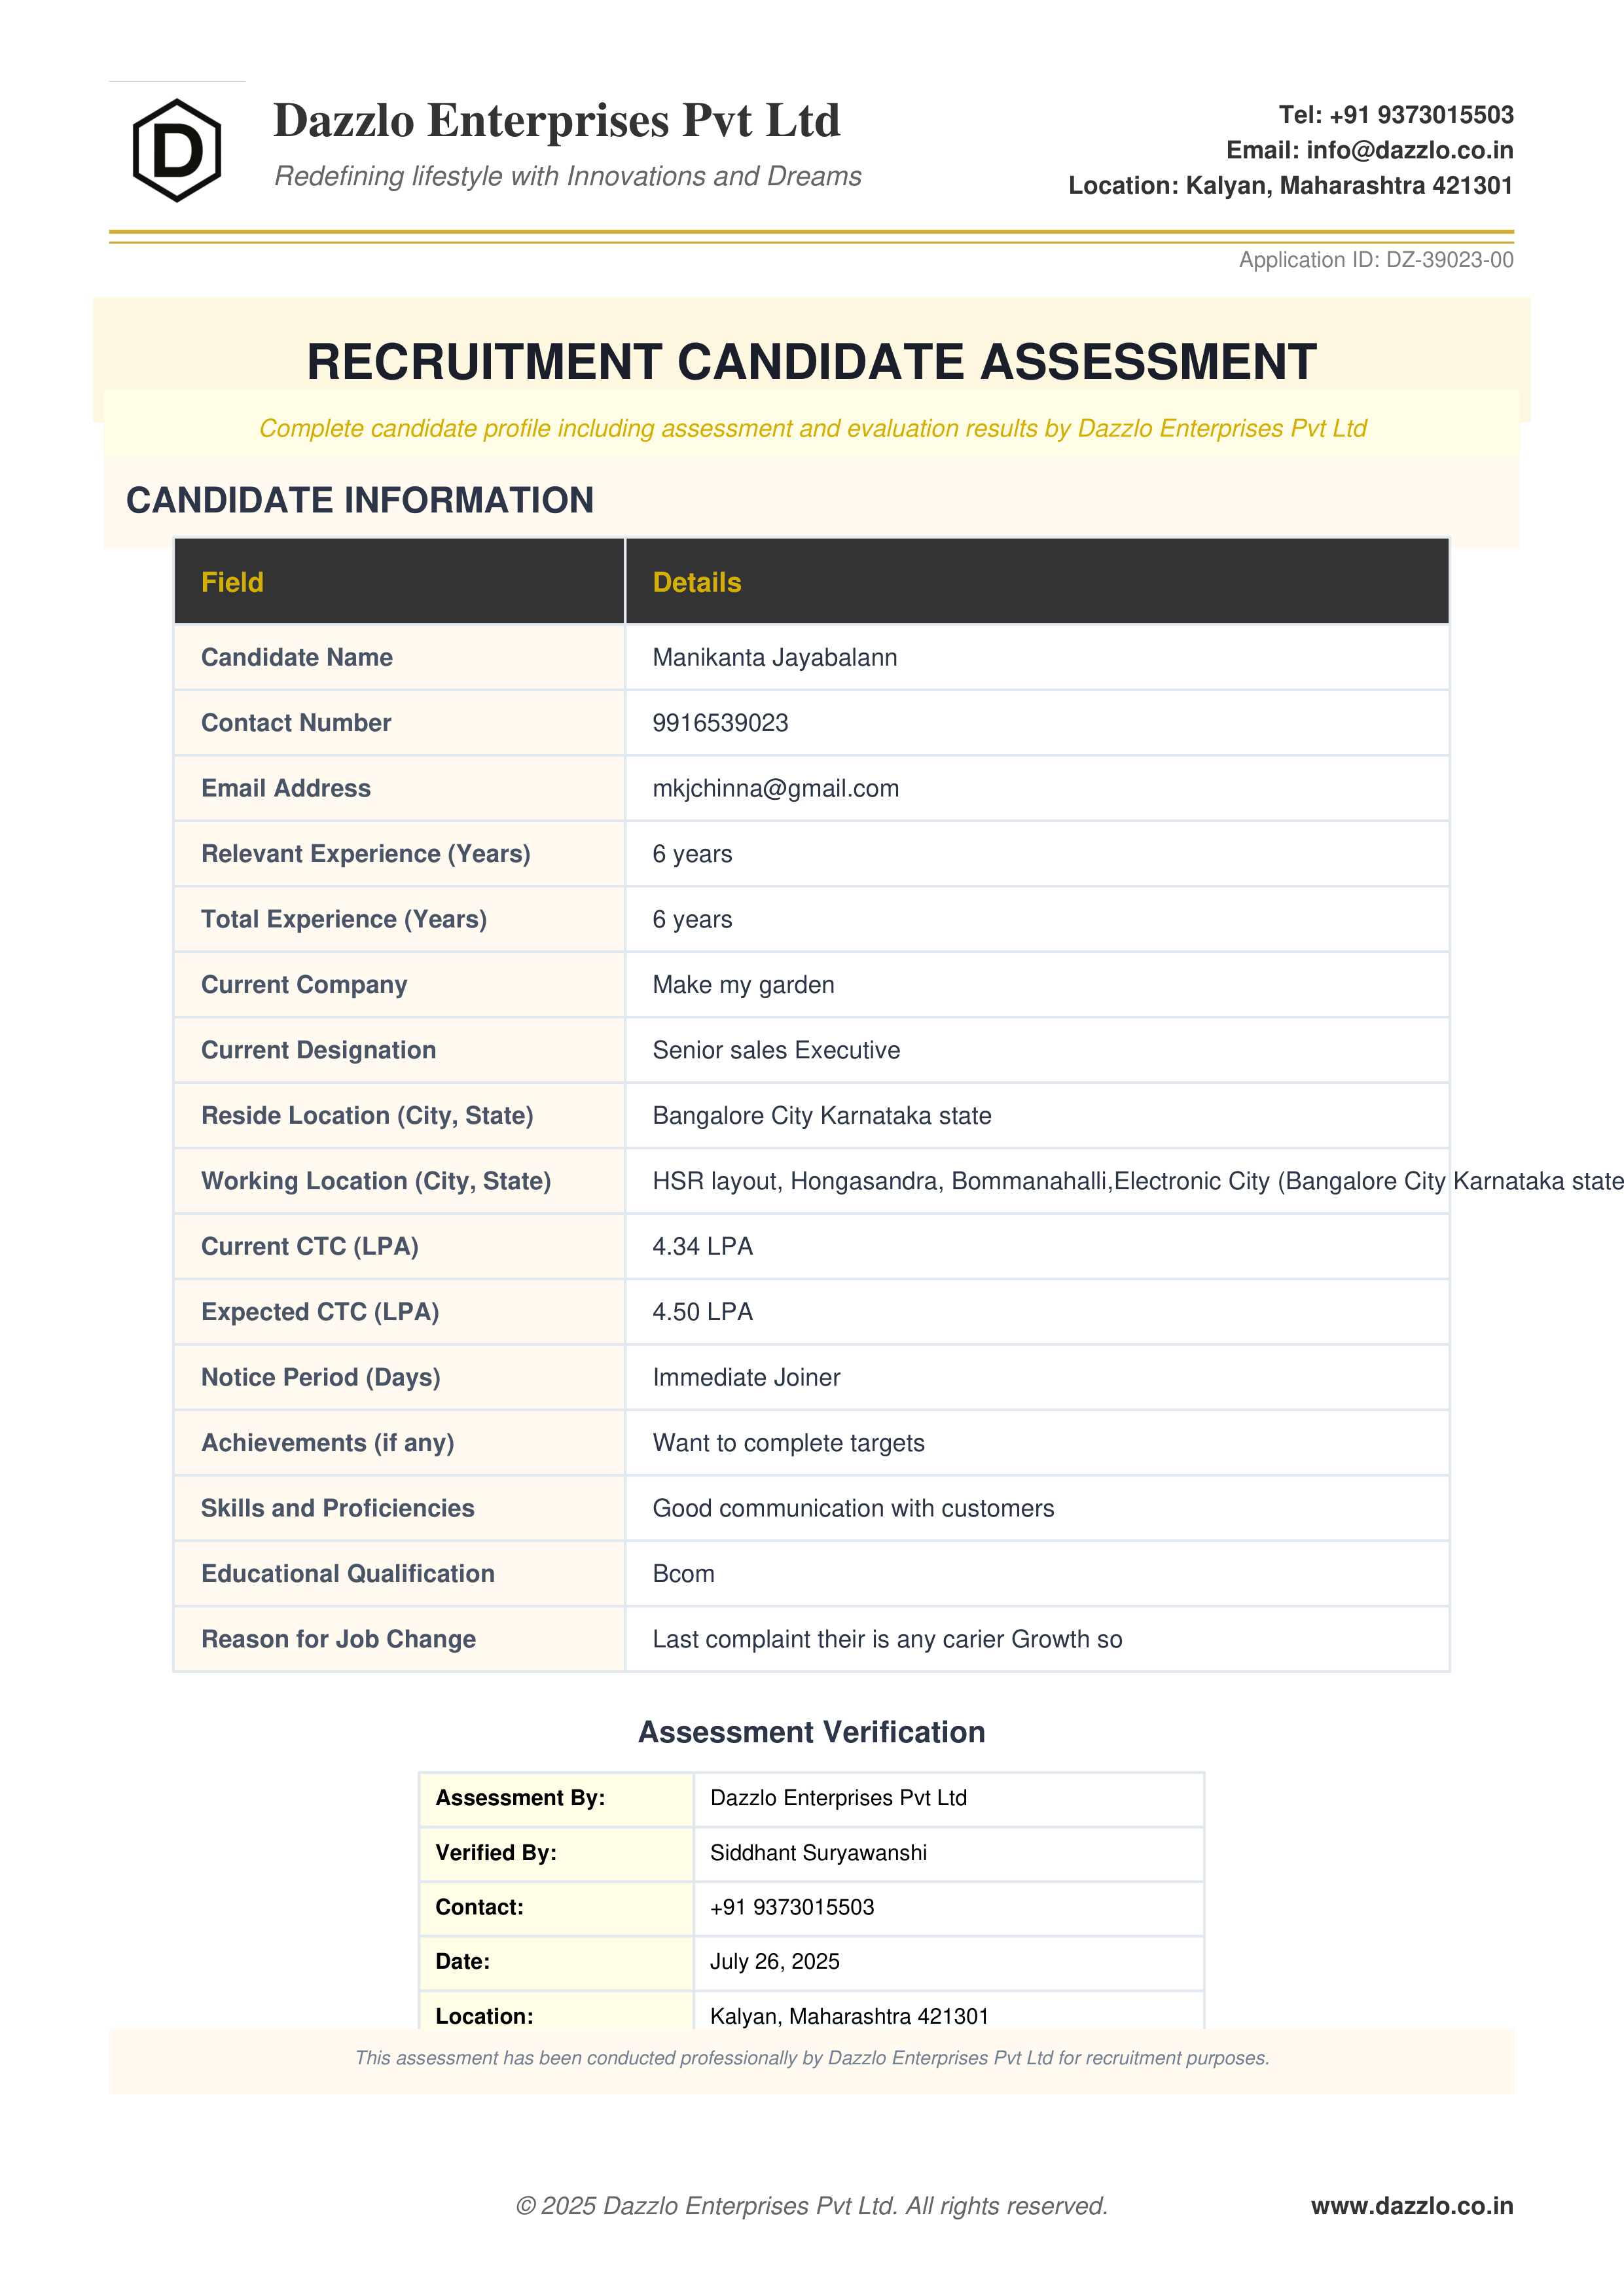 D
Dazzlo Enterprises Pvt Ltd
Redefining lifestyle with Innovations and Dreams
Tel: +91 9373015503
Email: info@dazzlo.co.in
Location: Kalyan, Maharashtra 421301
Application ID: DZ-39023-00
RECRUITMENT CANDIDATE ASSESSMENT
Complete candidate profile including assessment and evaluation results by Dazzlo Enterprises Pvt Ltd
CANDIDATE INFORMATION
Field Details
Candidate Name Manikanta Jayabalann
Contact Number 9916539023
Email Address mkjchinna@gmail.com
Relevant Experience (Years) 6 years
Total Experience (Years) 6 years
Current Company Make my garden
Current Designation Senior sales Executive
Reside Location (City, State) Bangalore City Karnataka state
Working Location (City, State) HSR layout, Hongasandra, Bommanahalli,Electronic City (Bangalore City Karnataka state
Current CTC (LPA) 4.34 LPA
Expected CTC (LPA) 4.50 LPA
Notice Period (Days) Immediate Joiner
Achievements (if any) Want to complete targets
Skills and Proficiencies Good communication with customers
Educational Qualification Bcom
Reason for Job Change Last complaint their is any carier Growth so
Assessment Verification
Assessment By: Dazzlo Enterprises Pvt Ltd
Verified By: Siddhant Suryawanshi
Contact: +91 9373015503
Date: July 26, 2025
Location: Kalyan, Maharashtra 421301
This assessment has been conducted professionally by Dazzlo Enterprises Pvt Ltd for recruitment purposes.
© 2025 Dazzlo Enterprises Pvt Ltd. All rights reserved.
www.dazzlo.co.in